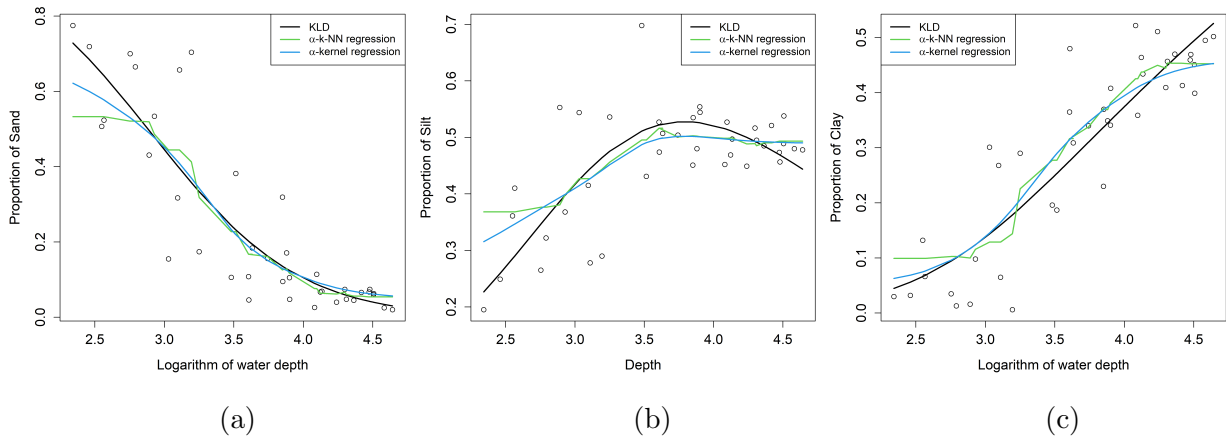 KLD
α-k-NN regression
α-kernel regression
Proportion of Sand
0.0
0.2
0.4
0.6
0.8
2.5
3.0
3.5
4.0
4.5
Logarithm of water depth
(a)
KLD
α-k-NN regression
α-kernel regression
Proportion of Silt
0.2
0.3
0.4
0.5
0.6
0.7
2.5
3.0
3.5
4.0
4.5
Depth
(b)
KLD
α-k-NN regression
α-kernel regression
Proportion of Clay
0.0
0.1
0.2
0.3
0.4
0.5
2.5
3.0
3.5
4.0
4.5
Logarithm of water depth
(c)